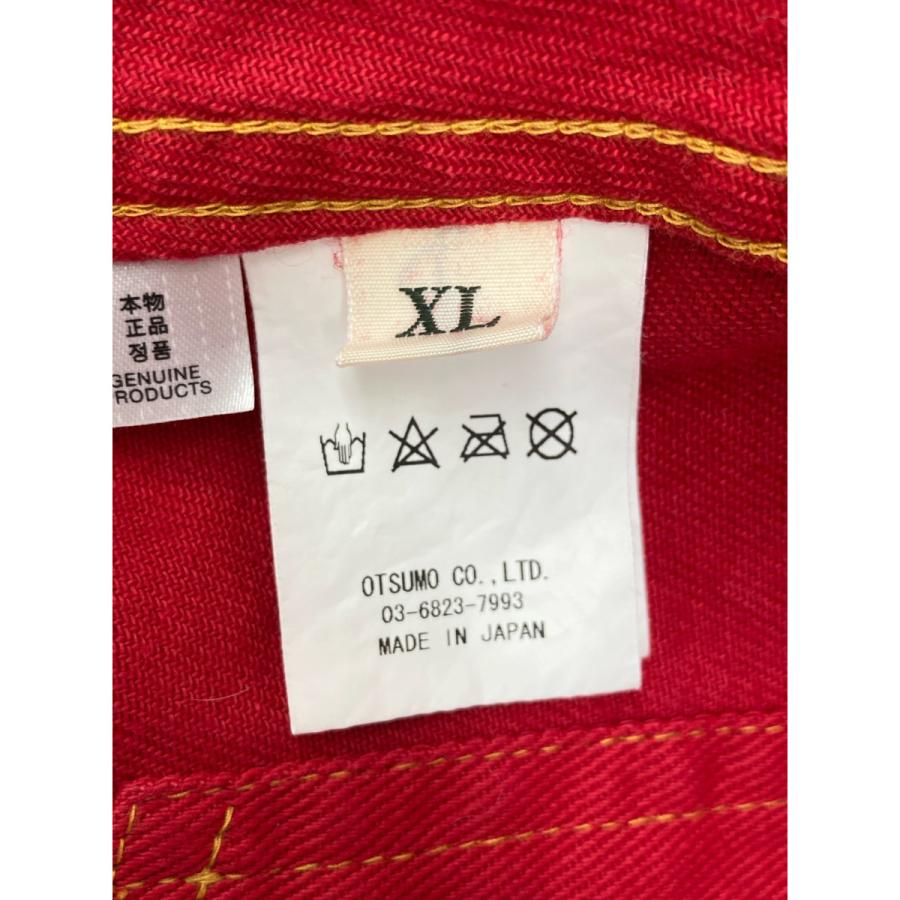 本物
正品
정품
GENUINE
PRODUCTS
XL
OTSUMO CO.,LTD.
03-6823-7993
MADE IN JAPAN